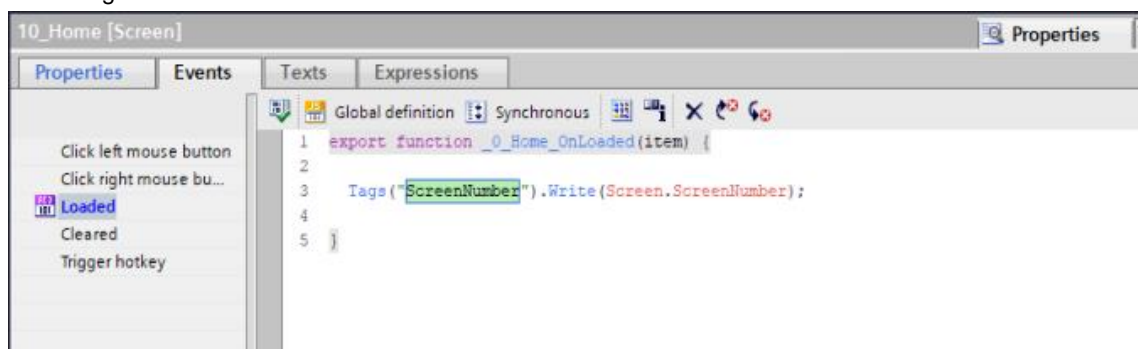 10_Home [Screen]
Properties
Properties
Events
Texts
Expressions
Global definition
Synchronous
Click left mouse button
Click right mouse bu...
Loaded
Cleared
Trigger hotkey
1 export function _0_Home_OnLoaded(item) {
2
3 Tags("ScreenNumber").Write(Screen.ScreenNumber);
4
5 }